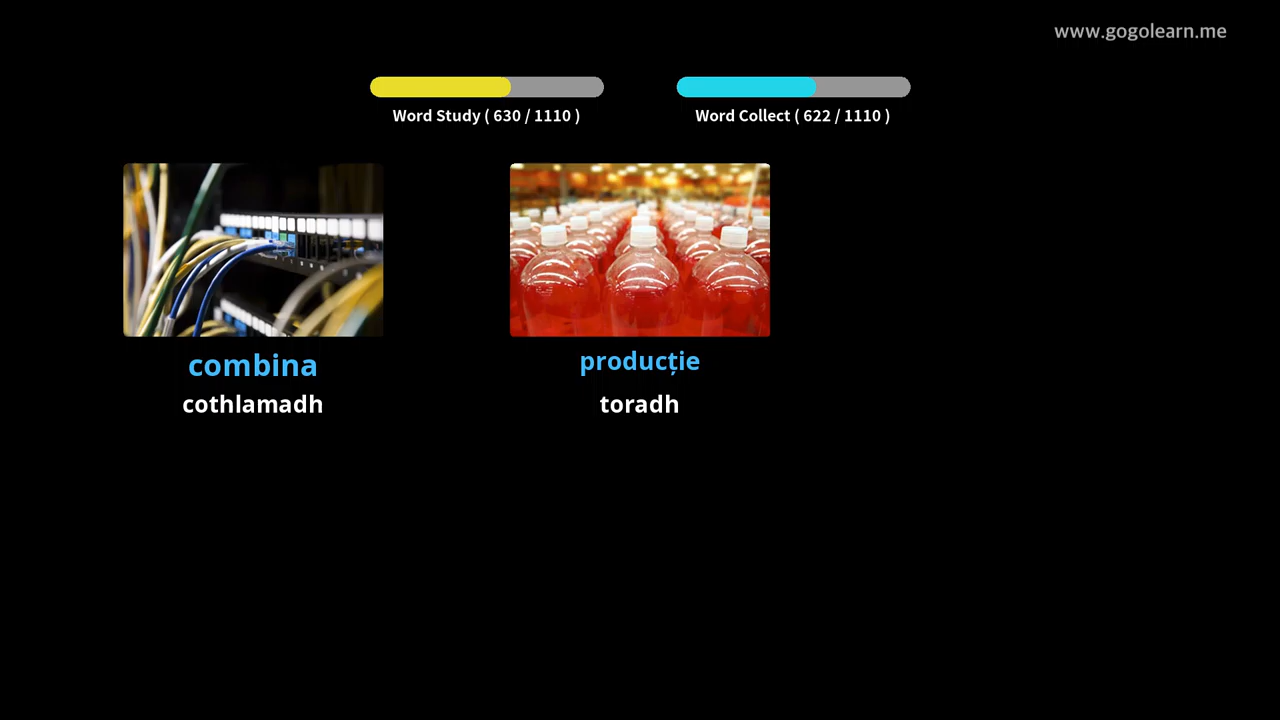 www.gogolearn.me
Word Study ( 630 / 1110 )
Word Collect ( 622 / 1110 )
combina
cothlamadh
producție
toradh